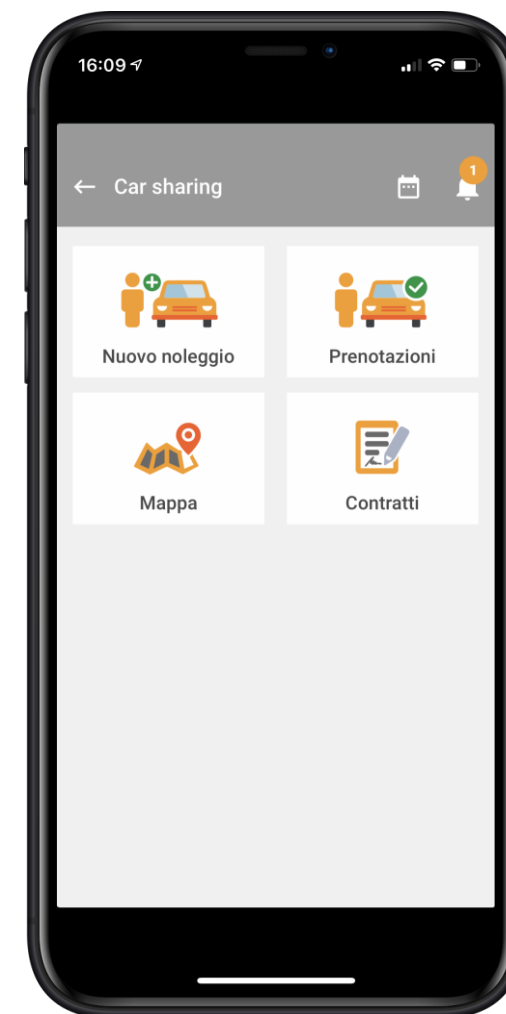 16:09
Car sharing
1
Nuovo noleggio
Prenotazioni
Mappa
Contratti